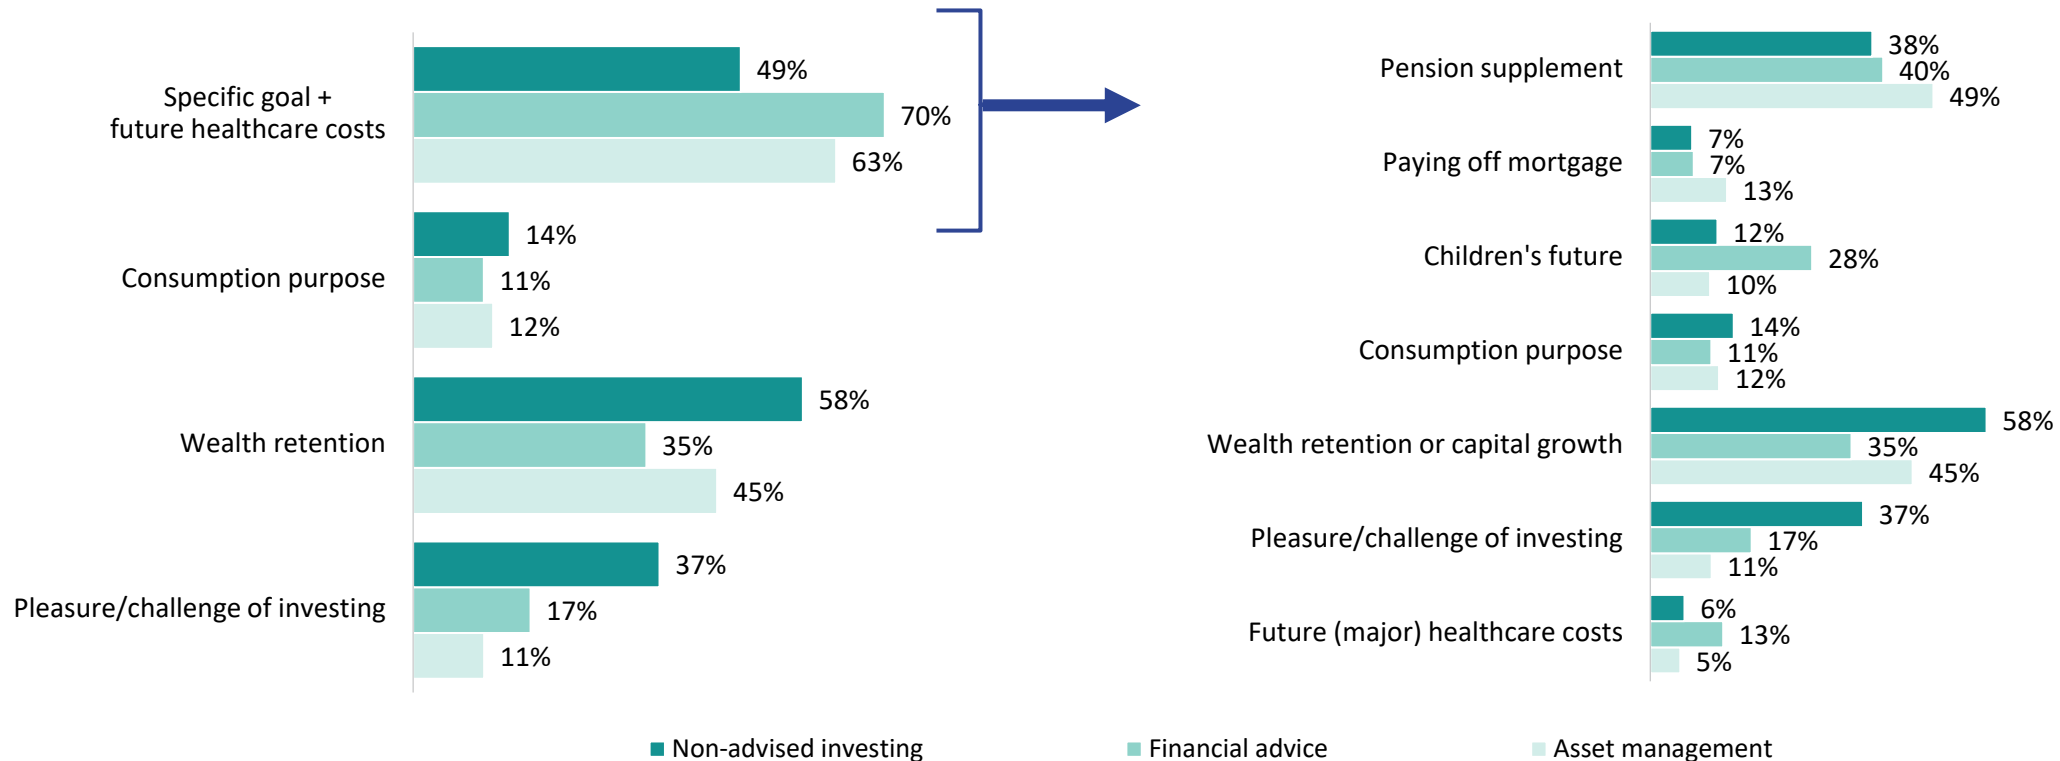 Specific goal +
future healthcare costs
49%
70%
63%
Consumption purpose
14%
11%
12%
Wealth retention
58%
35%
45%
Pleasure/challenge of investing
37%
17%
11%
Pension supplement
38%
40%
49%
Paying off mortgage
7%
7%
13%
Children's future
12%
28%
10%
Consumption purpose
14%
11%
12%
Wealth retention or capital growth
58%
35%
45%
Pleasure/challenge of investing
37%
17%
11%
Future (major) healthcare costs
6%
13%
5%
Non-advised investing
Financial advice
Asset management